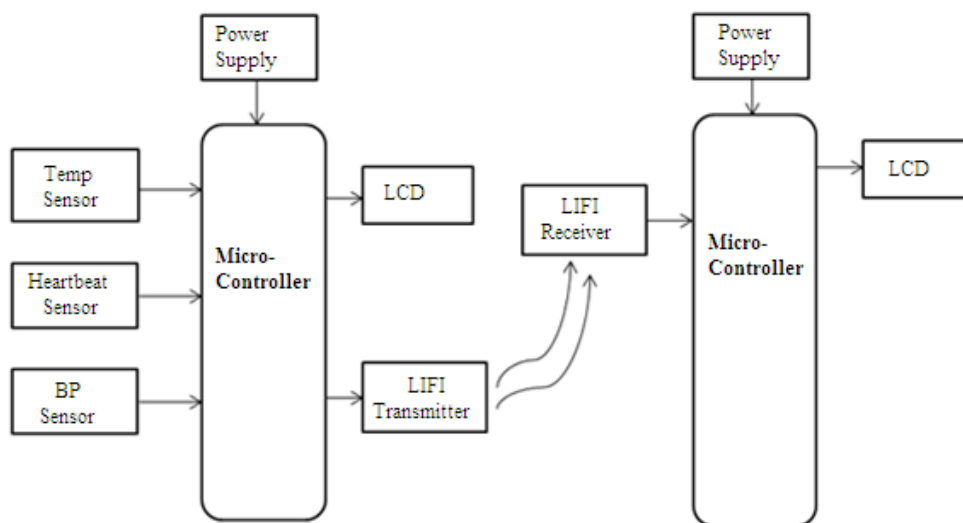 Power
Supply
Temp
Sensor
Heartbeat
Sensor
BP
Sensor
Micro-
Controller
LCD
LIFI
Transmitter
LIFI
Receiver
Power
Supply
Micro-
Controller
LCD